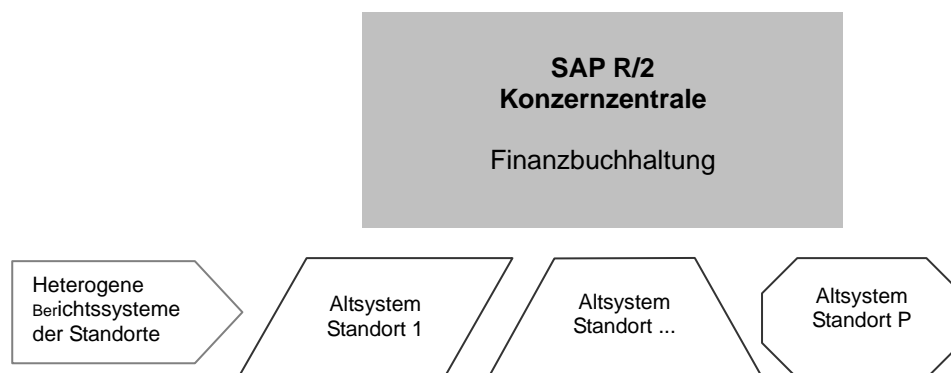 SAP R/2
Konzernzentrale
Finanzbuchhaltung
Heterogene
Berichtssysteme
der Standorte
Altsystem
Standort 1
Altsystem
Standort ...
Altsystem
Standort P